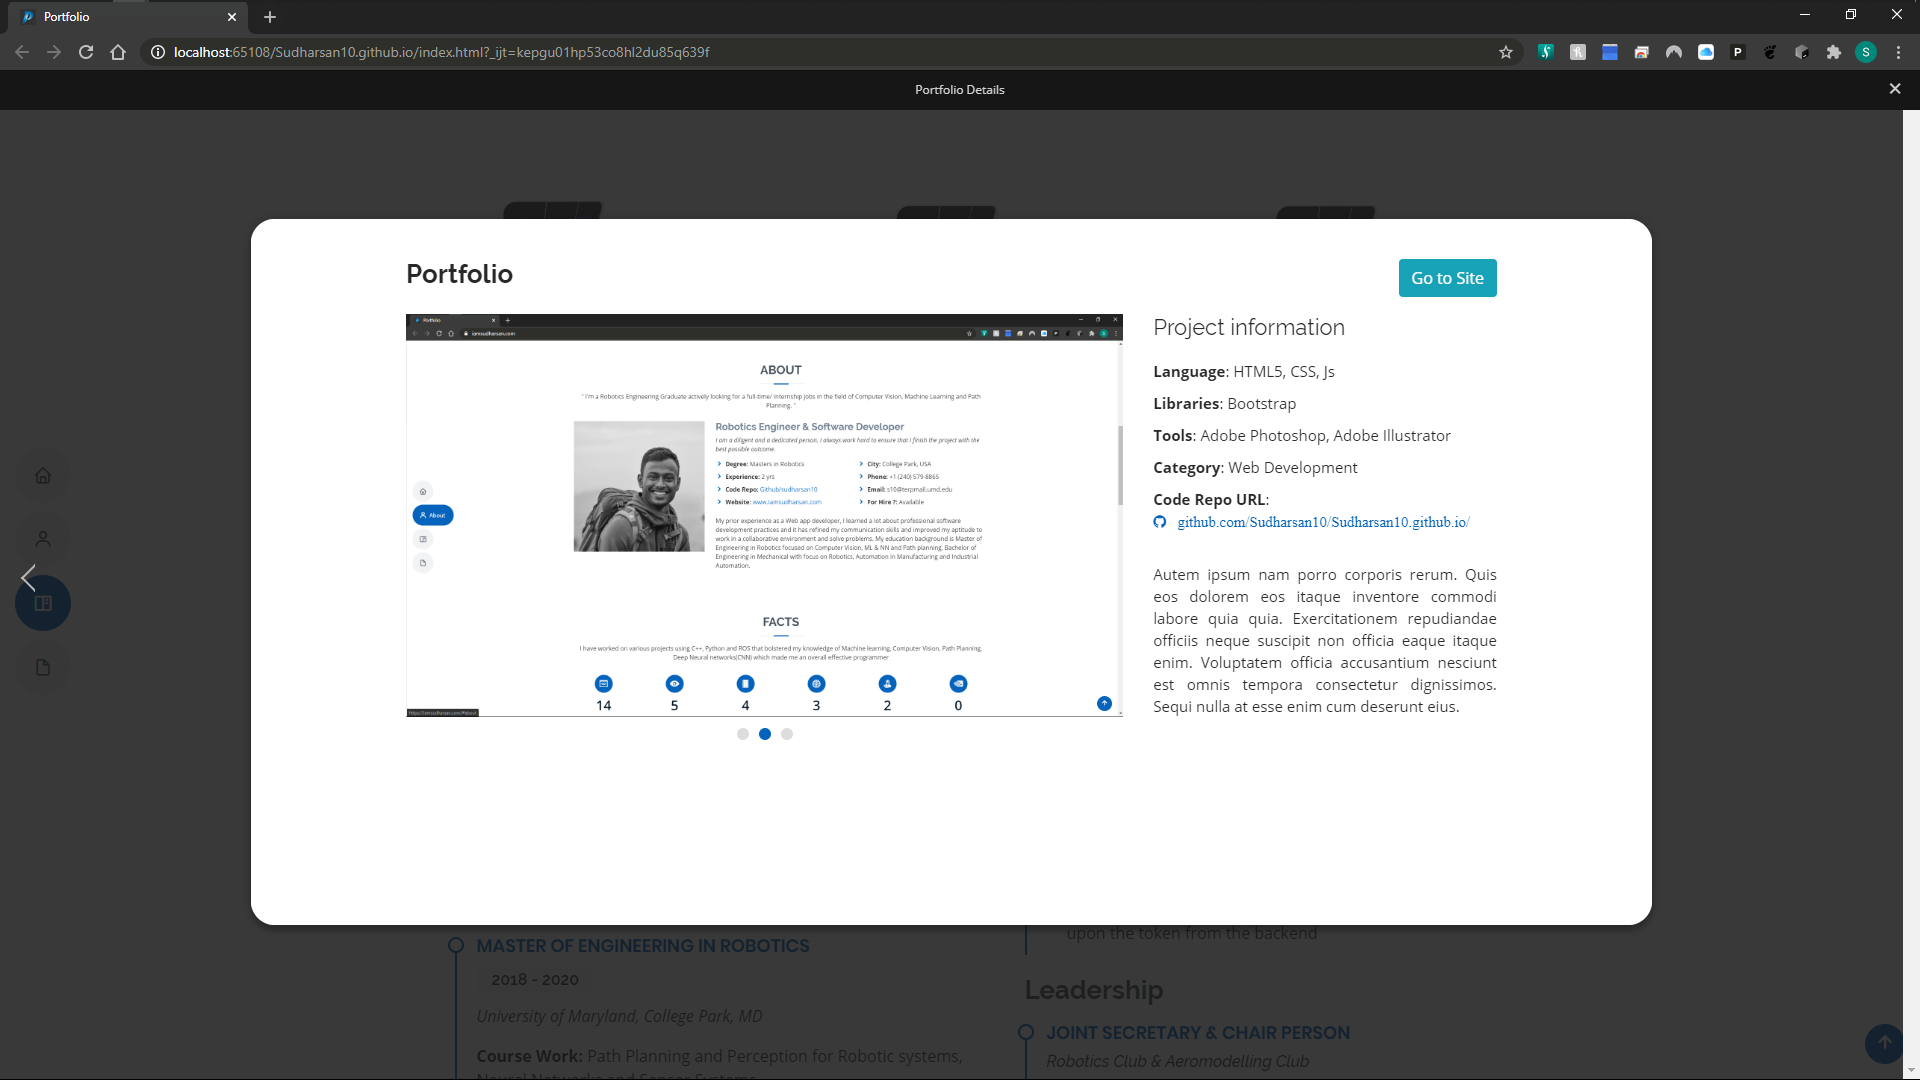 Portfolio
localhost:65108/Sudharsan10.github.io/index.html?_ijt=kepgu01hp53co8hl2du85q639f
P
S
Portfolio Details
Portfolio
Go to Site
Portfolio
iamsudharsan.com
ABOUT
" I'm a Robotics Engineering Graduate actively looking for a full-time/ internship jobs in the field of Computer Vision, Machine Learning and Path
Planning. "
Robotics Engineer & Software Developer
I am a diligent and a dedicated person, I always work hard to ensure that I finish the project with the
best possible outcome.
Degree: Masters in Robotics
City: College Park, USA
Experience: 2 yrs
Phone: +1 (240) 579-8865
Code Repo: Github/sudharsan10
Email: s10@terpmail.umd.edu
Website: www.iamsudharsan.com
For Hire ?: Available
About
My prior experience as a Web app developer, I learned a lot about professional software
development practices and it has refined my communication skills and improved my aptitude to
work in a collaborative environment and solve problems. My education background is Master of
Engineering in Robotics focused on Computer Vision, ML & NN and Path planning, Bachelor of
Engineering in Mechanical with focus on Robotics, Automation in Manufacturing and Industrial
Automation.
FACTS
I have worked on various projects using C++, Python and ROS that bolstered my knowledge of Machine learning, Computer Vision, Path Planning,
Deep Neural networks(CNN) which made me an overall effective programmer
14 5 4 3 2 0
https://iamsudharsan.com/#about
Project information
Language: HTML5, CSS, Js
Libraries: Bootstrap
Tools: Adobe Photoshop, Adobe Illustrator
Category: Web Development
Code Repo URL:
github.com/Sudharsan10/Sudharsan10.github.io/
Autem ipsum nam porro corporis rerum. Quis
eos dolorem eos itaque inventore commodi
labore quia quia. Exercitationem repudiandae
officiis neque suscipit non officia eaque itaque
enim. Voluptatem officia accusantium nesciunt
est omnis tempora consectetur dignissimos.
Sequi nulla at esse enim cum deserunt eius.
MASTER OF ENGINEERING IN ROBOTICS
2018 - 2020
University of Maryland, College Park, MD
Course Work: Path Planning and Perception for Robotic systems,
Neural Networks and Sensor Systems
upon the token from the backend
Leadership
JOINT SECRETARY & CHAIR PERSON
Robotics Club & Aeromodelling Club